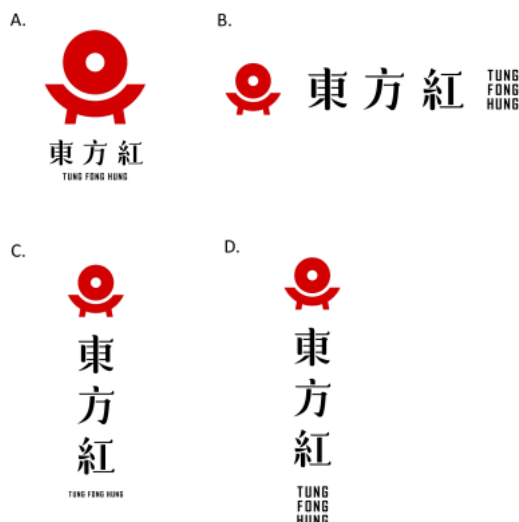 A.
東方紅
TUNG FONG HUNG
B.
東方紅
TUNG
FONG
HUNG
C.
東
方
紅
TUNG FONG HUNG
D.
東
方
紅
TUNG
FONG
HUNG